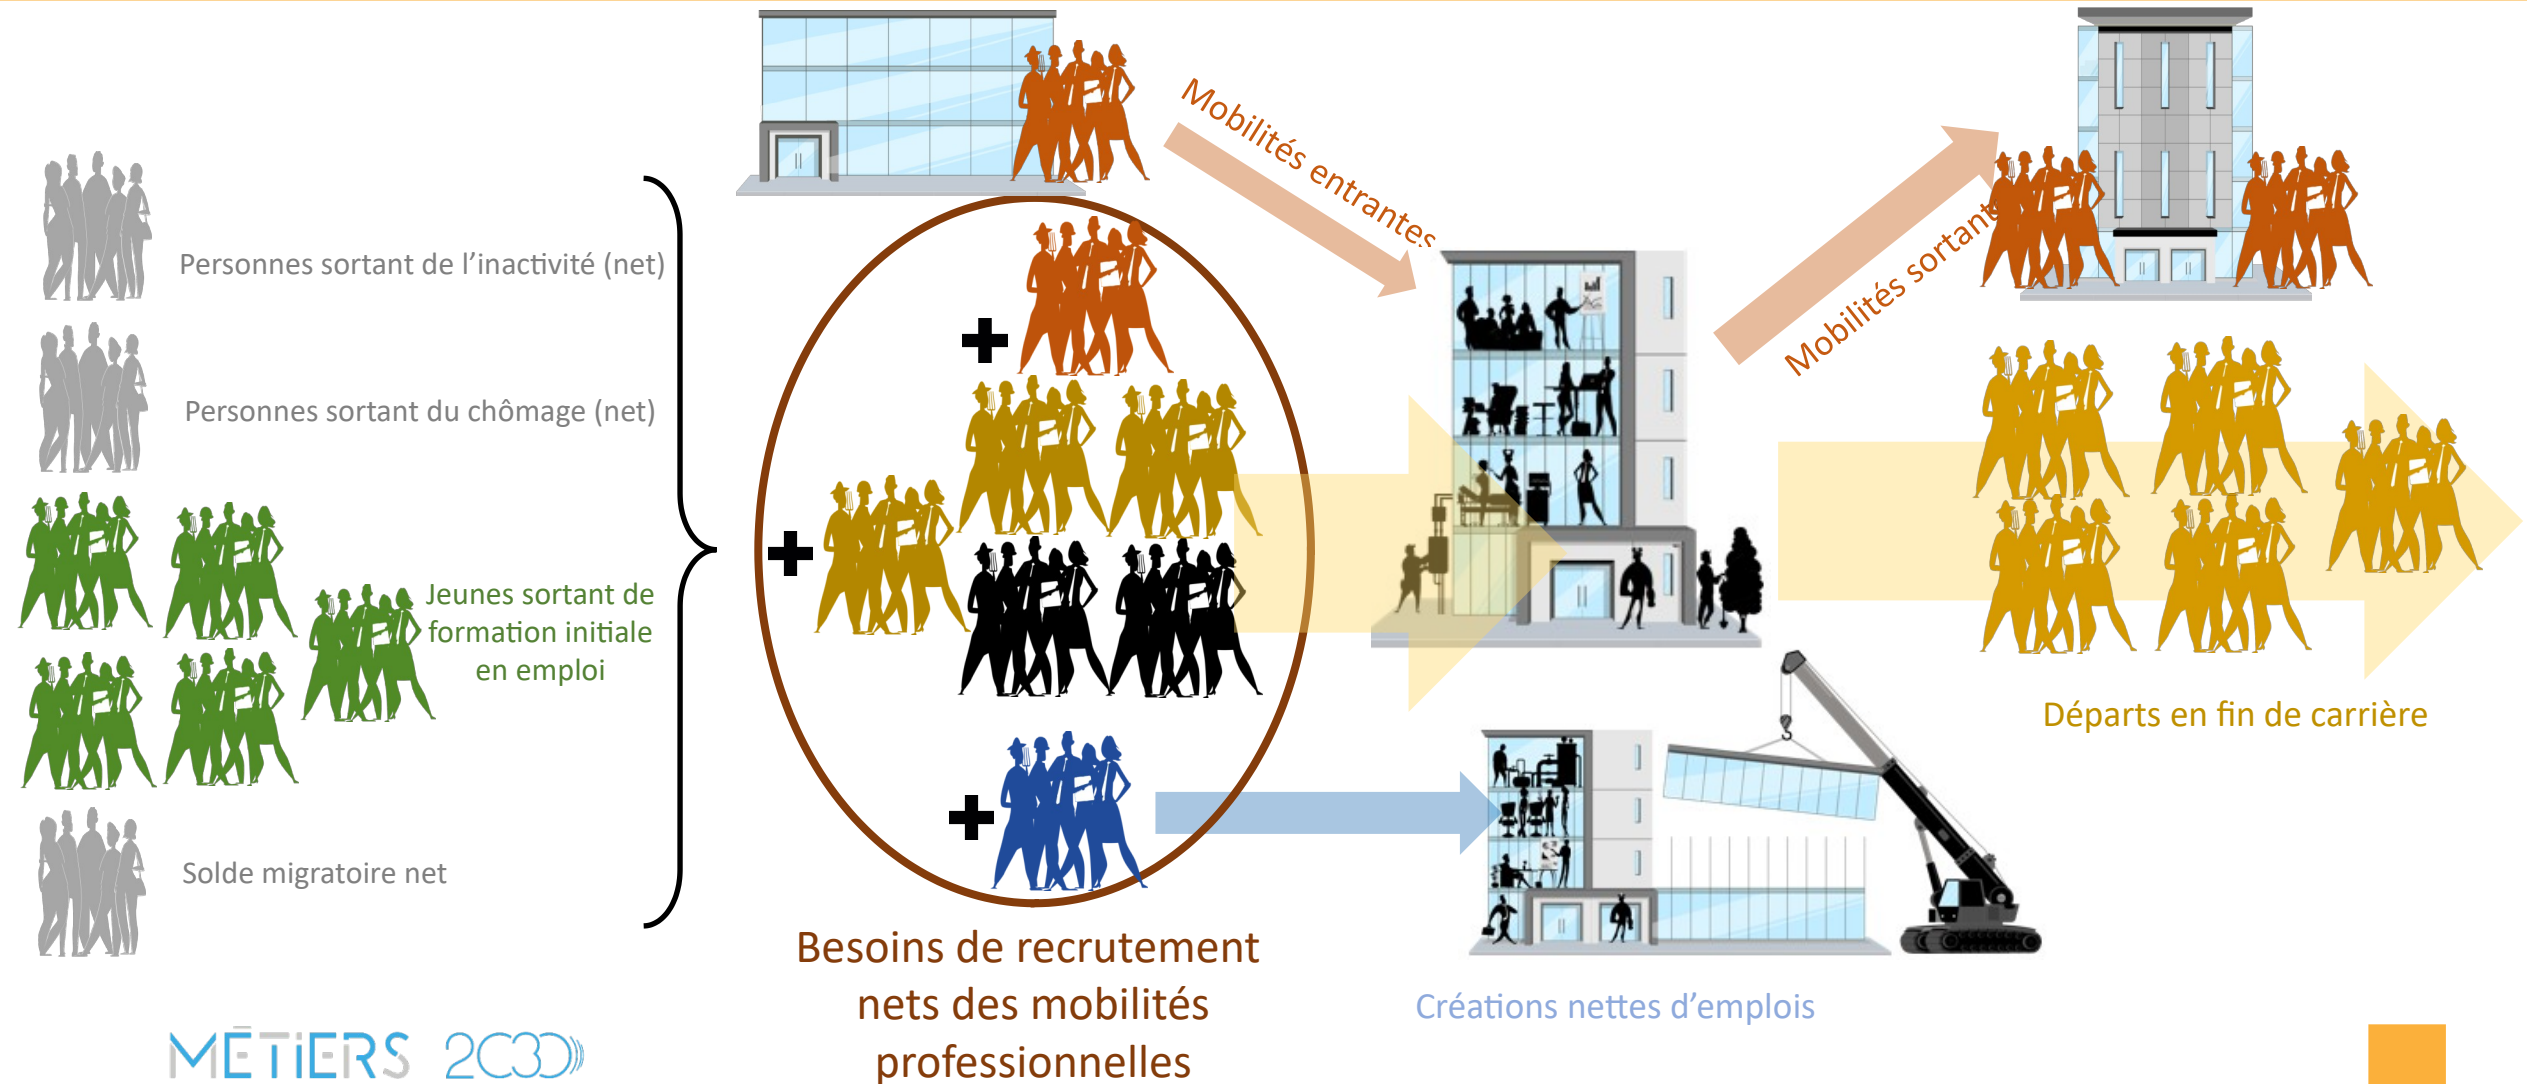 Mobilités entrantes
Mobilités sortant
Personnes sortant de l’inactivité (net)
Personnes sortant du chômage (net)
Jeunes sortant de
formation initiale
en emploi
Solde migratoire net
Départs en fin de carrière
Besoins de recrutement
nets des mobilités
professionnelles
Créations nettes d’emplois
MÉTIERS 2030